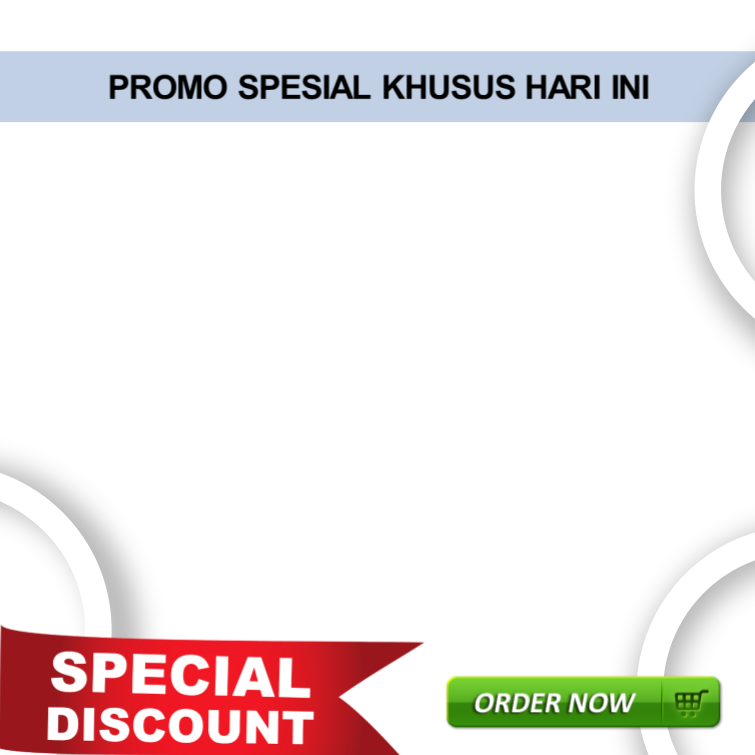 PROMO SPESIAL KHUSUS HARI INI
SPECIAL
DISCOUNT
ORDER NOW